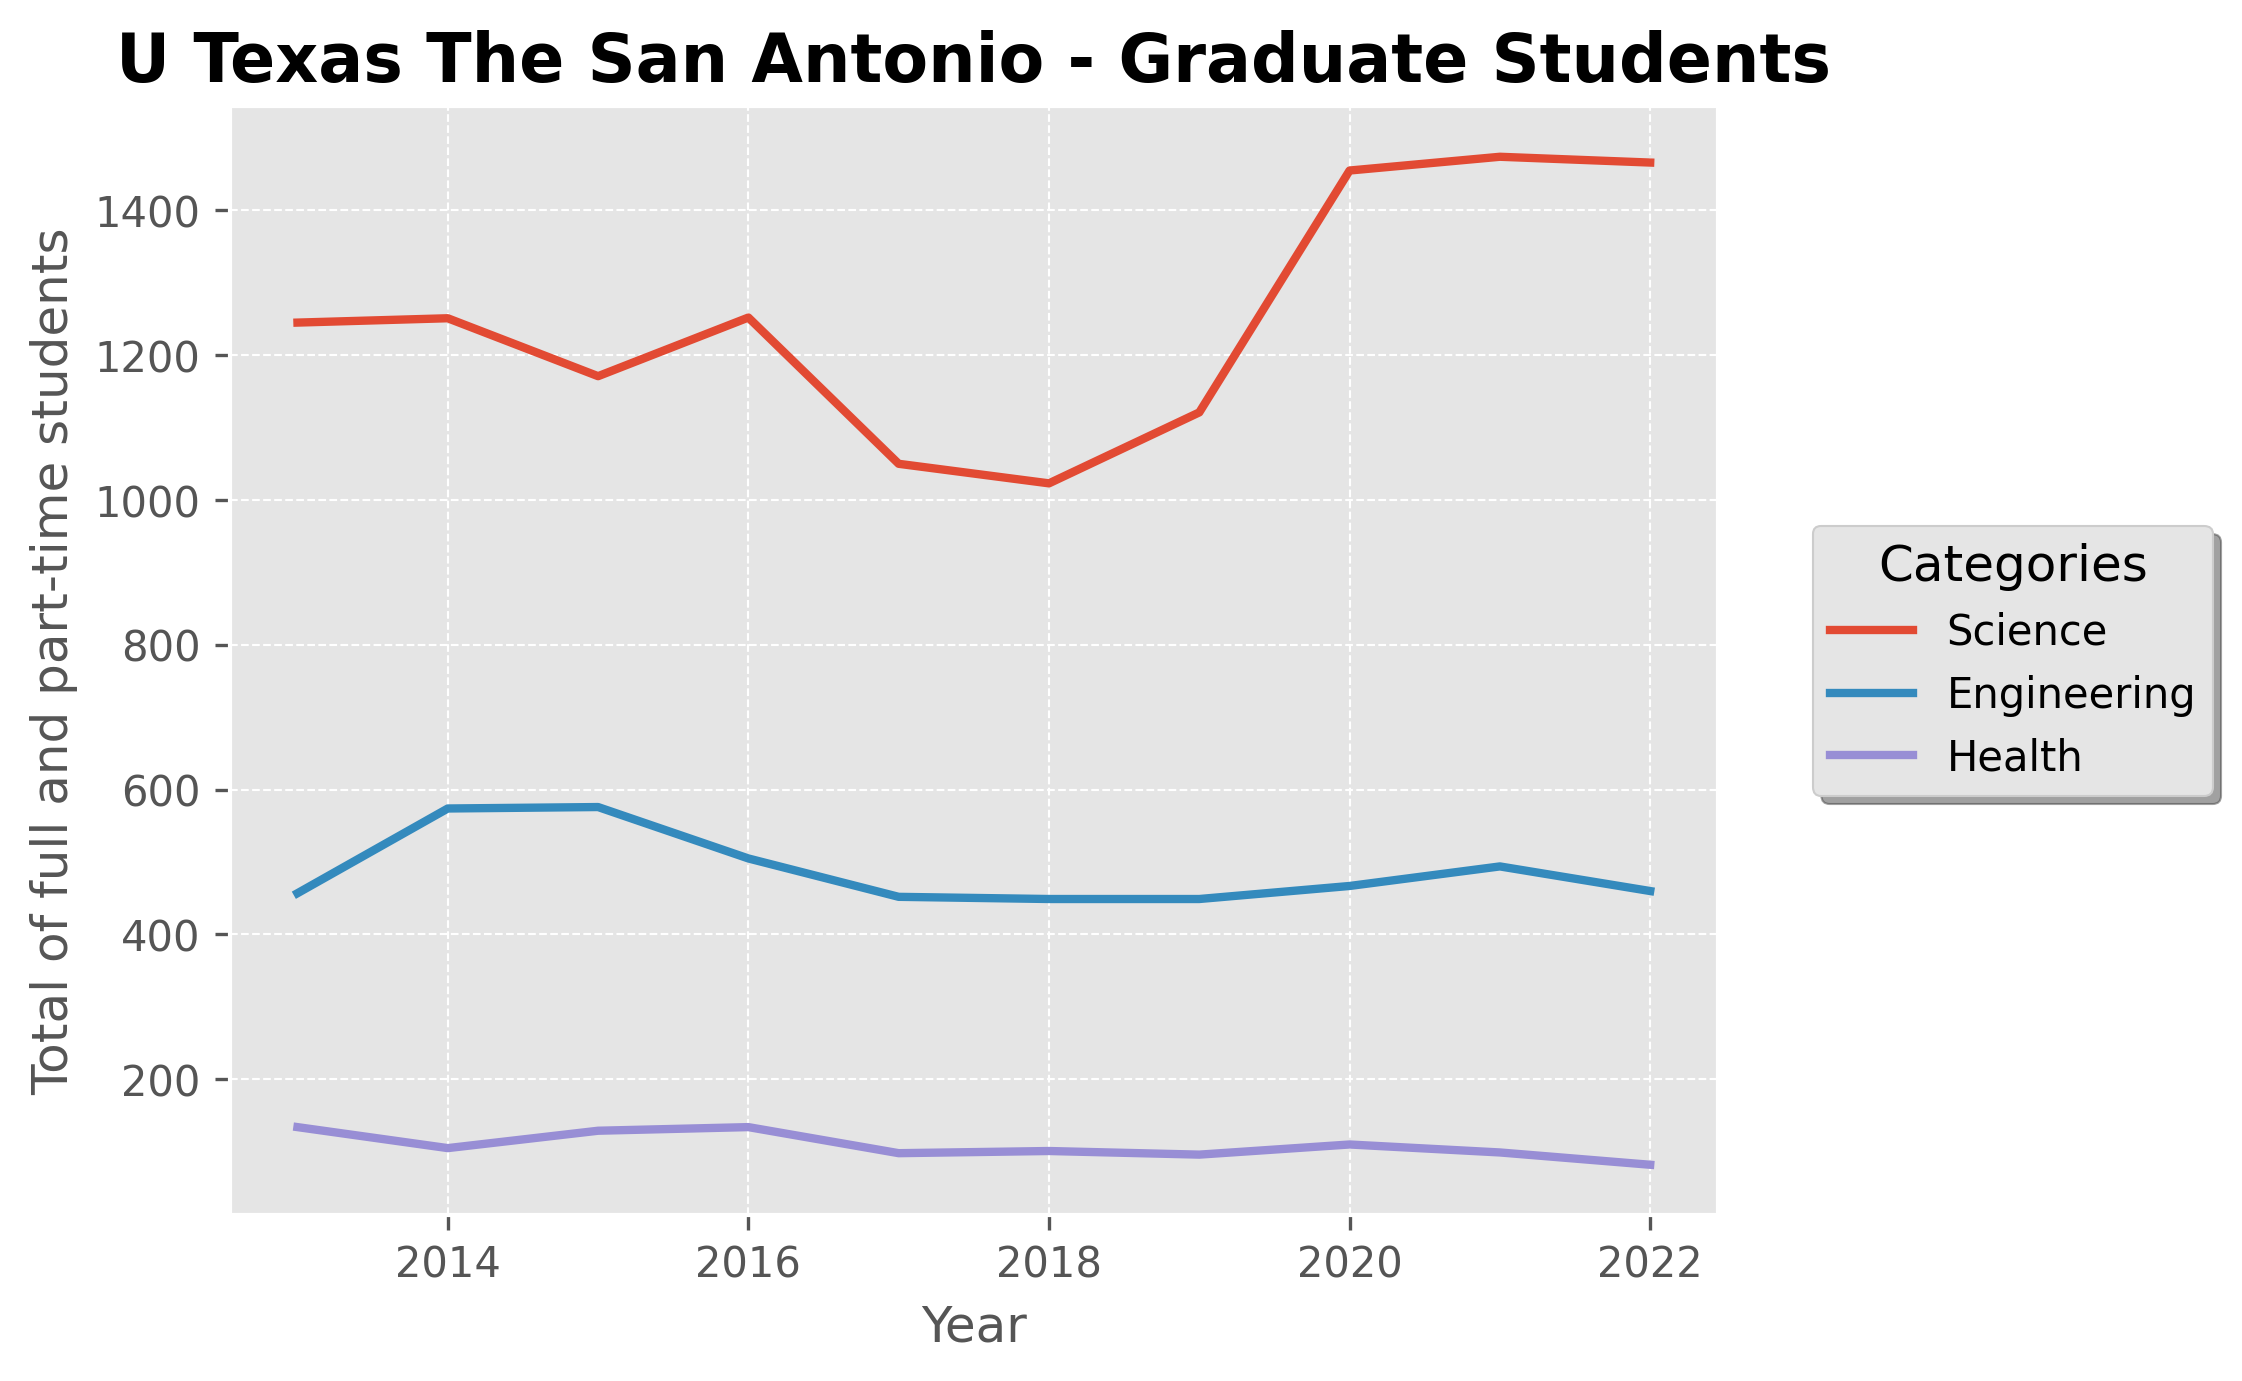 U Texas The San Antonio - Graduate Students
Total of full and part-time students
1400
1200
1000
800
600
400
200
2014
2016
2018
2020
2022
Year
Categories
Science
Engineering
Health